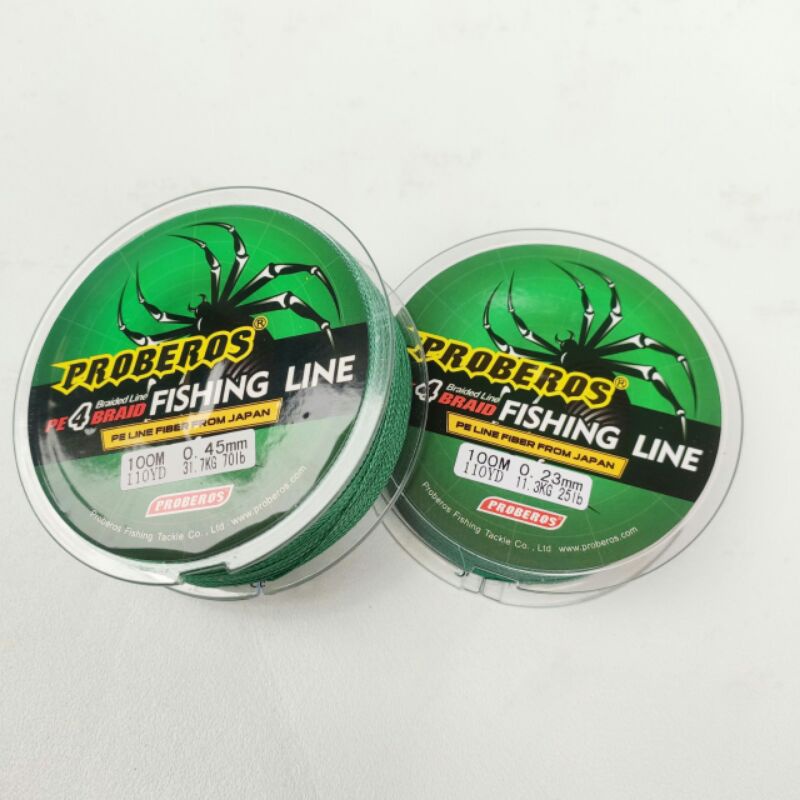 PROBEROS®
Braided Line
PE 4 BRAID FISHING LINE
PE LINE FIBER FROM JAPAN
100M 0.45mm
110YD 31.7KG 70lb
PROBEROS
Proberos Fishing Tackle Co., Ltd www.proberos.com
PROBEROS®
Braided Line
PE 4 BRAID FISHING LINE
PE LINE FIBER FROM JAPAN
100M 0.23mm
110YD 11.3KG 25lb
PROBEROS
Proberos Fishing Tackle Co., Ltd www.proberos.com